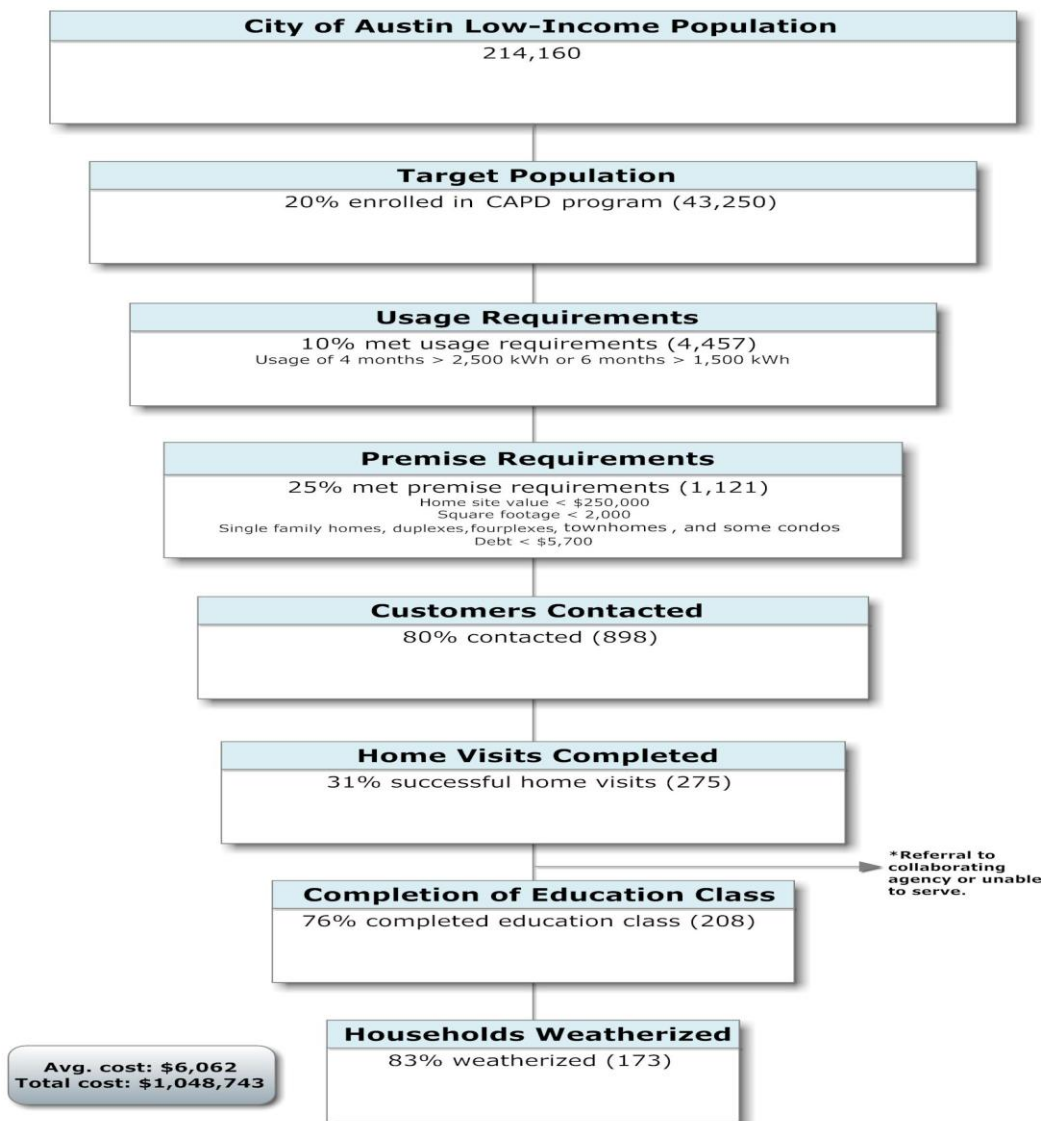 City of Austin Low-Income Population
214,160
Target Population
20% enrolled in CAPD program (43,250)
Usage Requirements
10% met usage requirements (4,457)
Usage of 4 months > 2,500 kWh or 6 months > 1,500 kWh
Premise Requirements
25% met premise requirements (1,121)
Home site value < $250,000
Square footage < 2,000
Single family homes, duplexes,fourplexes, townhomes , and some condos
Debt < $5,700
Customers Contacted
80% contacted (898)
Home Visits Completed
31% successful home visits (275)
*Referral to
collaborating
agency or unable
to serve.
Completion of Education Class
76% completed education class (208)
Households Weatherized
83% weatherized (173)
Avg. cost: $6,062
Total cost: $1,048,743